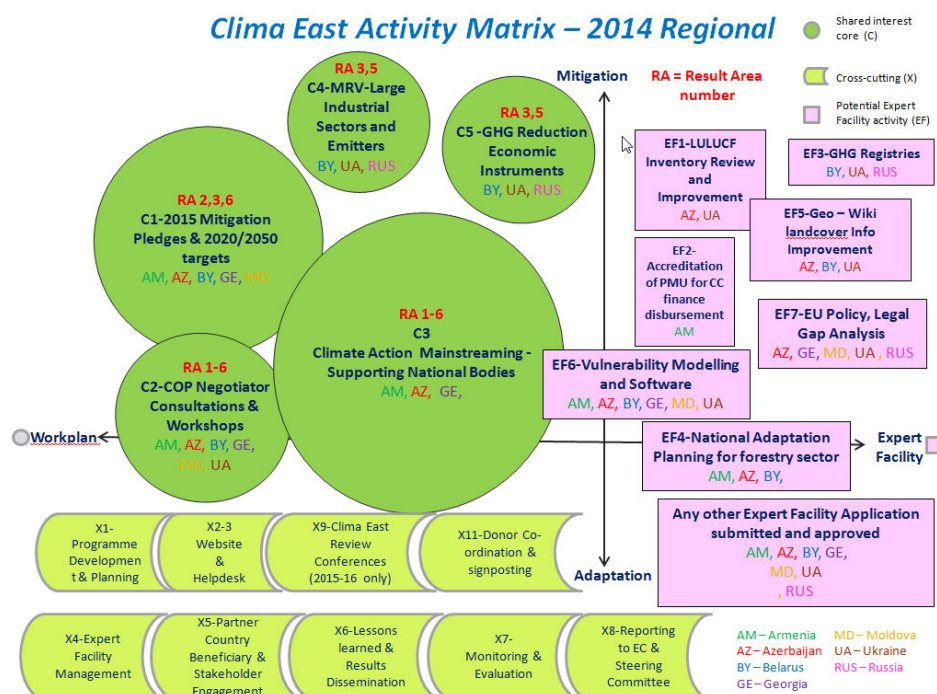 Clima East Activity Matrix – 2014 Regional
Shared interest
core (C)
Cross-cutting (X)
Potential Expert
Facility activity (EF)
Mitigation
RA = Result Area
number
RA 3,5
C4-MRV-Large
Industrial
Sectors and
Emitters
BY, UA, RUS
RA 3,5
C5 -GHG Reduction
Economic
Instruments
BY, UA, RUS
RA 2,3,6
C1-2015 Mitigation
Pledges & 2020/2050
targets
AM, AZ, BY, GE, MD
RA 1-6
C3
Climate Action Mainstreaming -
Supporting National Bodies
AM, AZ, GE,
RA 1-6
C2-COP Negotiator
Consultations &
Workshops
AM, AZ, BY, GE,
MD, UA
EF1-LULUCF
Inventory Review
and
Improvement
AZ, UA
EF3-GHG Registries
BY, UA, RUS
EF5-Geo – Wiki
landcover Info
Improvement
AZ, BY, UA
EF2-
Accreditation
of PMU for CC
finance
disbursement
AM
EF7-EU Policy, Legal
Gap Analysis
AZ, GE, MD, UA , RUS
EF6-Vulnerability Modelling
and Software
AM, AZ, BY, GE, MD, UA
Workplan
Expert
Facility
EF4-National Adaptation
Planning for forestry sector
AM, AZ, BY,
Any other Expert Facility Application
submitted and approved
AM, AZ, BY, GE,
MD, UA
, RUS
Adaptation
X1-
Programme
Developmen
t & Planning
X2-3
Website
&
Helpdesk
X9-Clima East
Review
Conferences
(2015-16 only)
X11-Donor Co-
ordination &
signposting
X4-Expert
Facility
Management
X5-Partner
Country
Beneficiary &
Stakeholder
Engagement
X6-Lessons
learned &
Results
Dissemination
X7-
Monitoring &
Evaluation
X8-Reporting
to EC &
Steering
Committee
AM – Armenia
AZ – Azerbaijan
BY – Belarus
GE – Georgia
MD – Moldova
UA – Ukraine
RUS – Russia